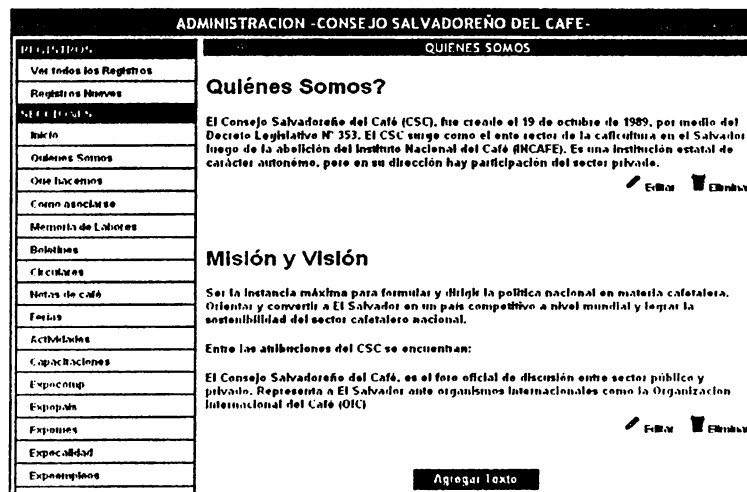 ADMINISTRACION -CONSEJO SALVADOREÑO DEL CAFE-
REGISTROS
Ver todos los Registros
Registros Nuevos
SECCIONES
Inicio
Quienes Somos
Que hacemos
Como asociarse
Memoria de Labores
Boletines
Circulares
Notas de café
Ferias
Actividades
Capacitaciones
Expocomp
Expopais
Expomes
Expocalidad
Expoempleos
QUIENES SOMOS
Quiénes Somos?
El Consejo Salvadoreño del Café (CSC), fue creado el 19 de octubre de 1989, por medio del
Decreto Legislativo Nº 353. El CSC surge como el ente rector de la caficultura en el Salvador
luego de la abolición del Instituto Nacional del Café (INCAFE). Es una institución estatal de
carácter autonómo, pero en su dirección hay participación del sector privado.
Editar Eliminar
Misión y Visión
Ser la instancia máxima para formular y dirigir la política nacional en materia cafetalera.
Orientar y convertir a El Salvador en un país competitivo a nivel mundial y lograr la
sostenibilidad del sector cafetalero nacional.
Entre las atribuciones del CSC se encuentran:
El Consejo Salvadoreño del Café, es el foro oficial de discusión entre sector público y
privado. Representa a El Salvador ante organismos internacionales como la Organizacion
Internacional del Café (OIC)
Editar Eliminar
Agregar Texto